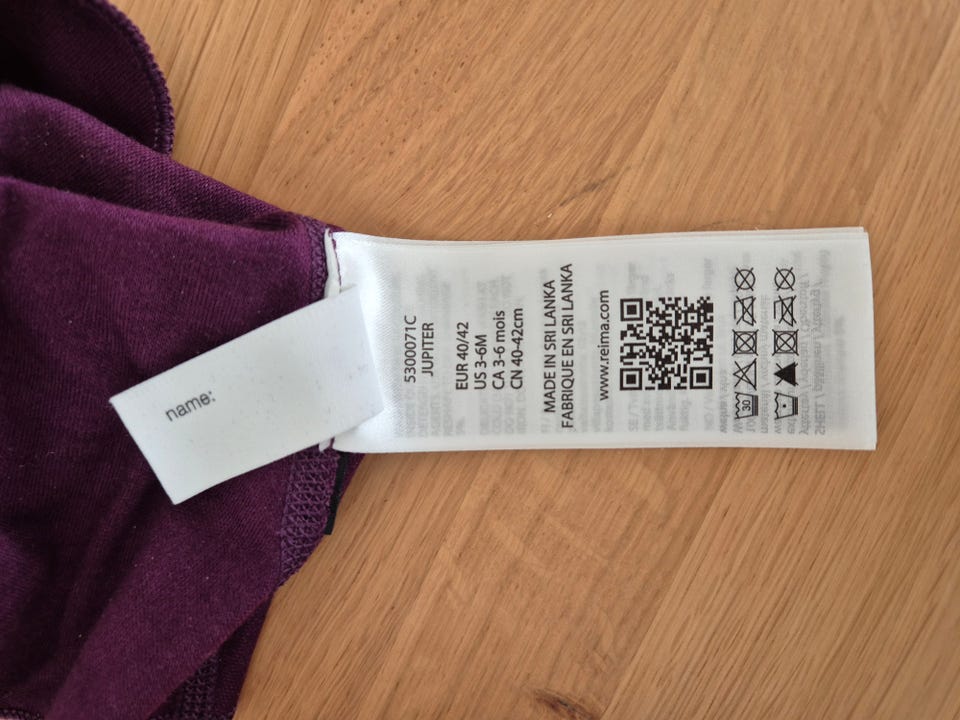 name:
5300071C
JUPITER
EUR 40/42
US 3-6M
CA 3-6 mois
CN 40-42cm
MADE IN SRI LANKA
FABRIQUE EN SRI LANKA
www.reima.com
30